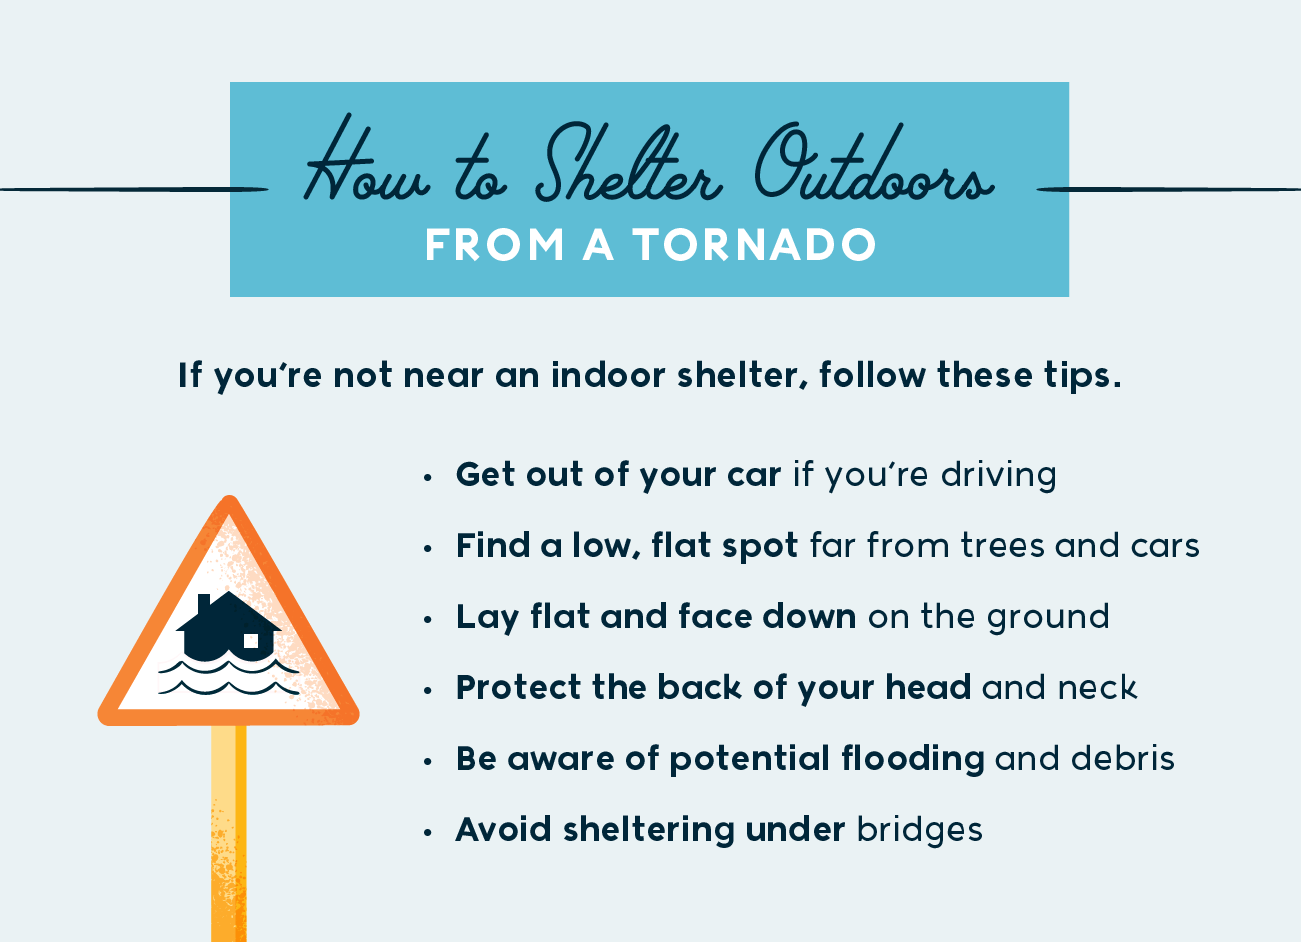 How to Shelter Outdoors
FROM A TORNADO
If you're not near an indoor shelter, follow these tips.
• Get out of your car if you're driving
• Find a low, flat spot far from trees and cars
• Lay flat and face down on the ground
• Protect the back of your head and neck
• Be aware of potential flooding and debris
• Avoid sheltering under bridges